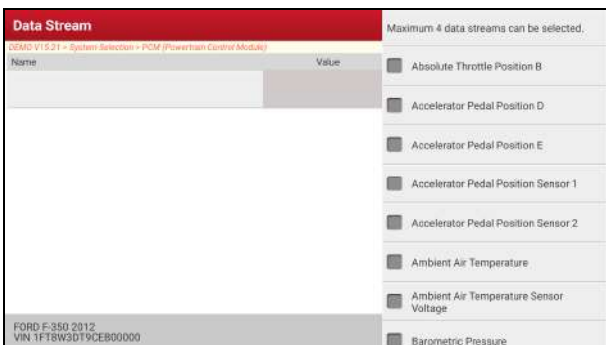 Data Stream
DEMO V15.21 > System Selection > PCM (Powertrain Control Module)
Name
Value
FORD F-350 2012
VIN 1FT8W3DT9CEB00000
Maximum 4 data streams can be selected.
Absolute Throttle Position B
Accelerator Pedal Position D
Accelerator Pedal Position E
Accelerator Pedal Position Sensor 1
Accelerator Pedal Position Sensor 2
Ambient Air Temperature
Ambient Air Temperature Sensor
Voltage
Barometric Pressure